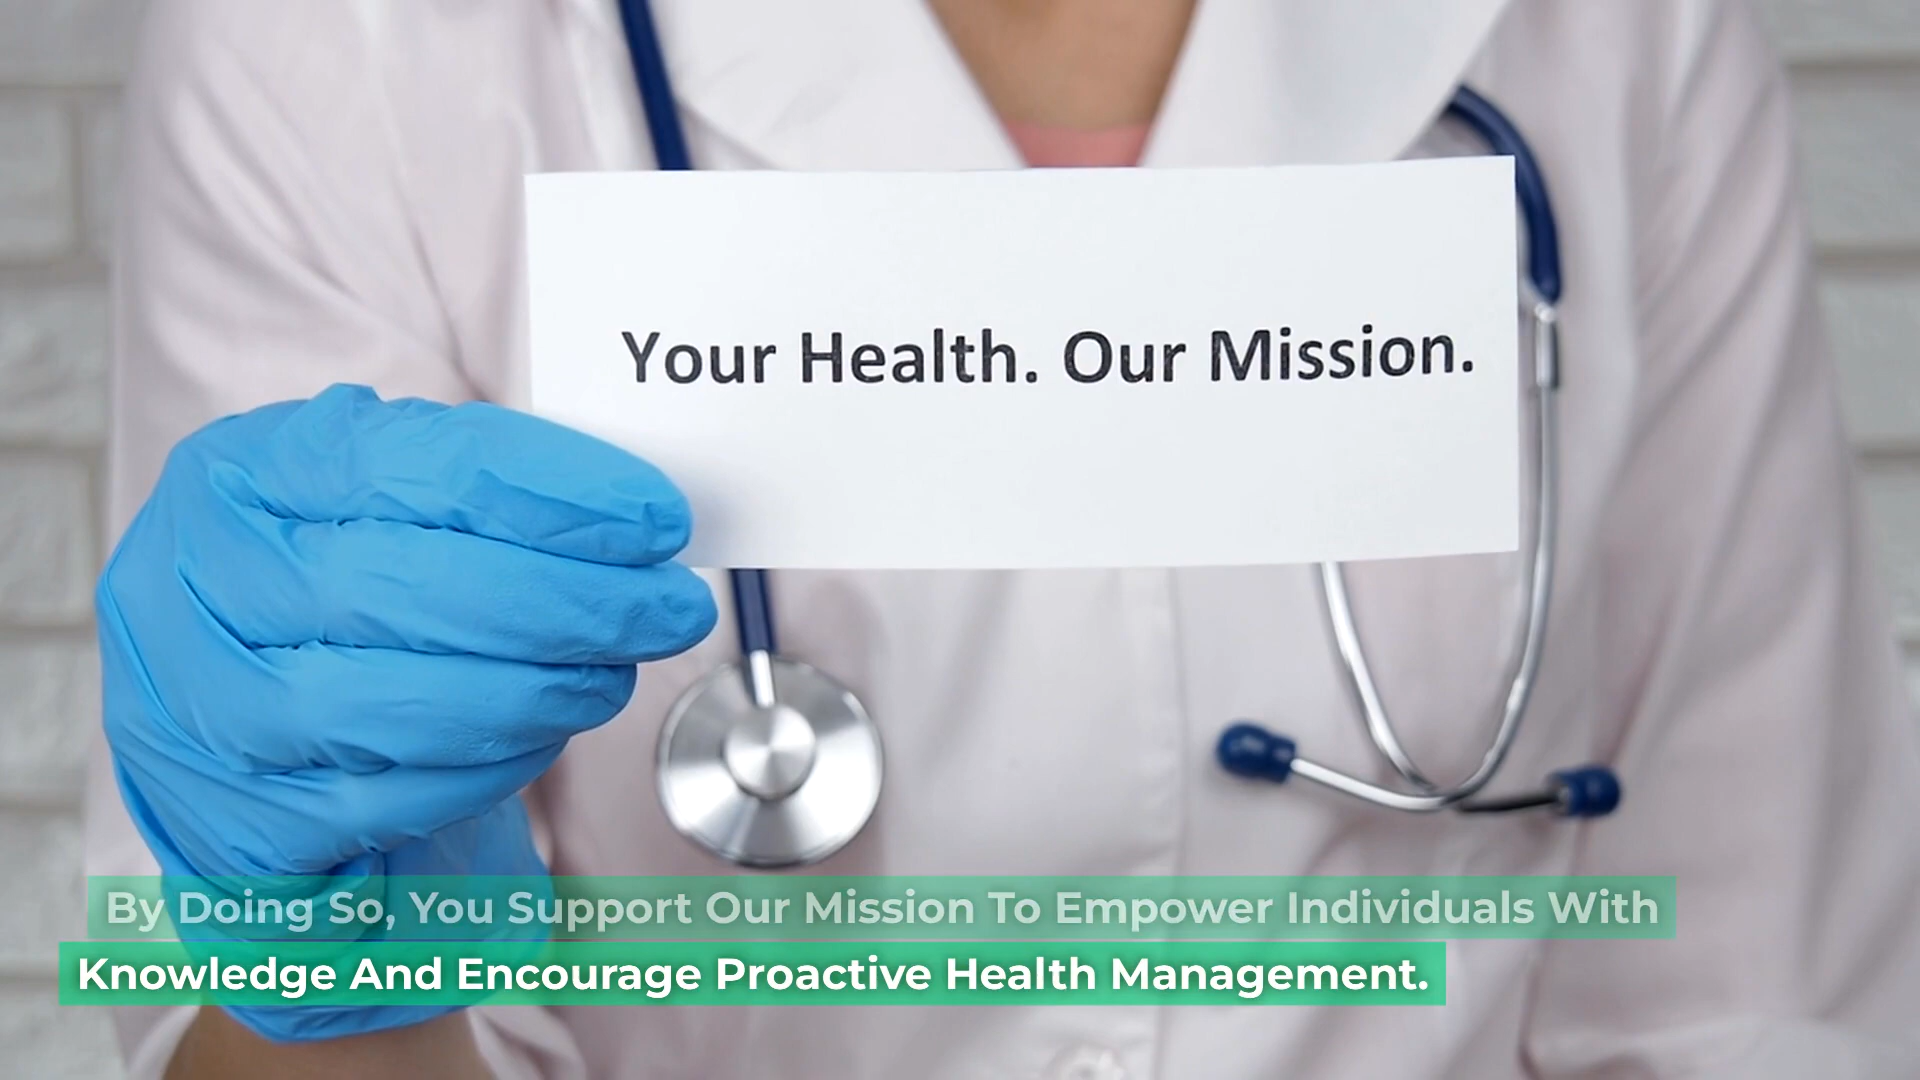 Your Health. Our Mission.
By Doing So, You Support Our Mission To Empower Individuals With
Knowledge And Encourage Proactive Health Management.